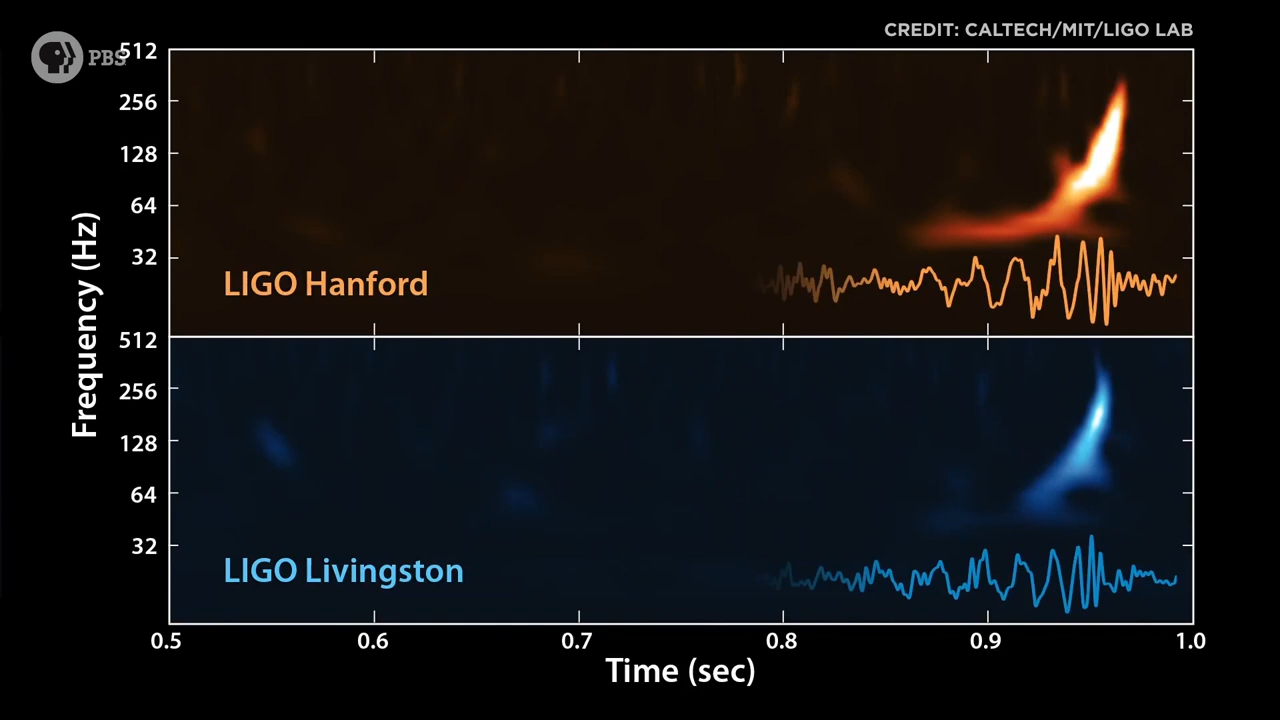 CREDIT: CALTECH/MIT/LIGO LAB
PBS
512
256
128
64
32
LIGO Hanford
Frequency (Hz)
512
256
128
64
32
LIGO Livingston
0.5 0.6 0.7 0.8 0.9 1.0
Time (sec)